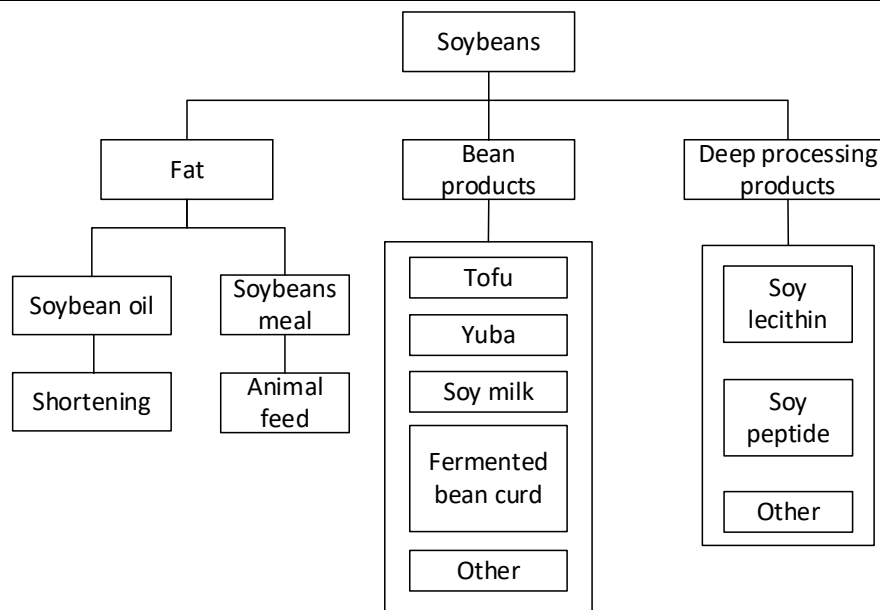 Soybeans
Fat
Bean
products
Deep processing
products
Soybean oil
Soybeans
meal
Shortening
Animal
feed
Tofu
Yuba
Soy milk
Fermented
bean curd
Other
Soy
lecithin
Soy
peptide
Other